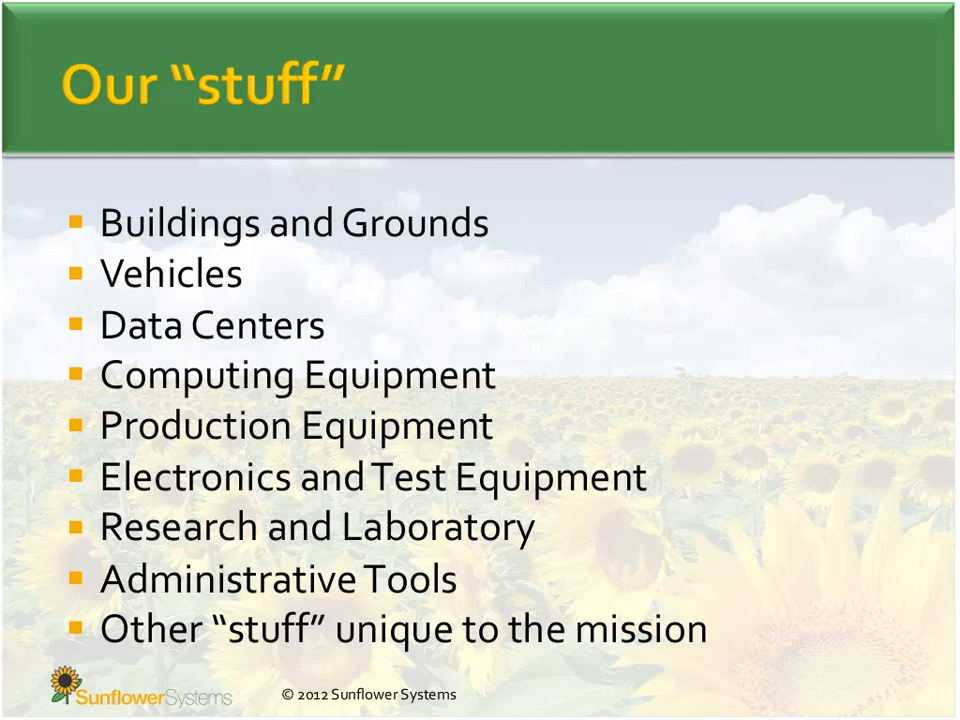 Our “stuff”
Buildings and Grounds
Vehicles
Data Centers
Computing Equipment
Production Equipment
Electronics and Test Equipment
Research and Laboratory
Administrative Tools
Other “stuff” unique to the mission
SunflowerSystems
© 2012 Sunflower Systems